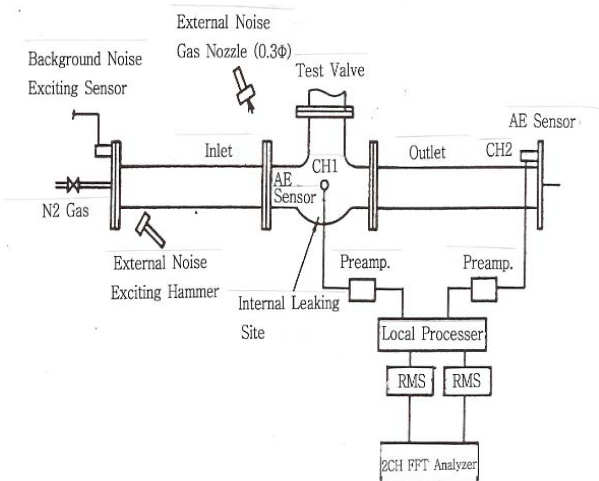 External Noise
Gas Nozzle (0.3Φ)
Background Noise
Exciting Sensor
Test Valve
AE Sensor
Inlet
Outlet
CH1
CH2
AE
Sensor
N2 Gas
External Noise
Exciting Hammer
Internal Leaking
Site
Preamp.
Preamp.
Local Processer
RMS
RMS
2CH FFT Analyzer